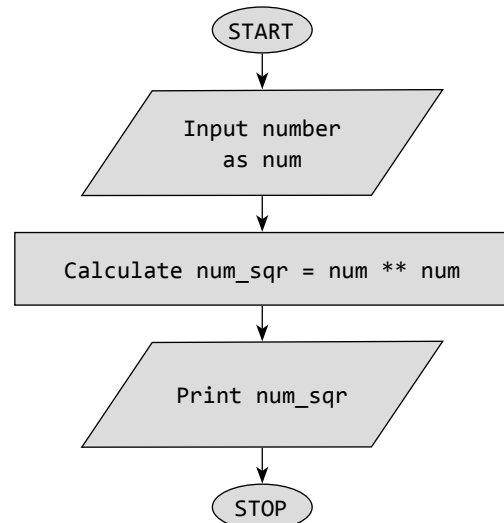 START
Input number
as num
Calculate num_sqr = num ** num
Print num_sqr
STOP